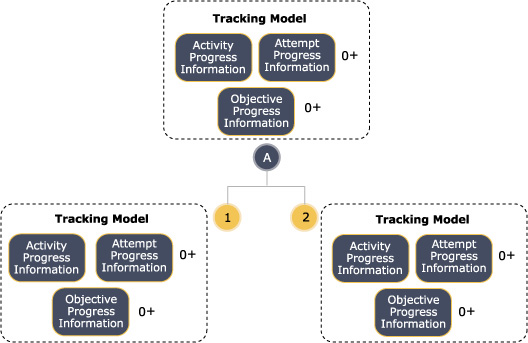 Tracking Model
Activity
Progress
Information
Attempt
Progress
Information
0+
Objective
Progress
Information
0+
A
1
2
Tracking Model
Activity
Progress
Information
Attempt
Progress
Information
0+
Objective
Progress
Information
0+
Tracking Model
Activity
Progress
Information
Attempt
Progress
Information
0+
Objective
Progress
Information
0+